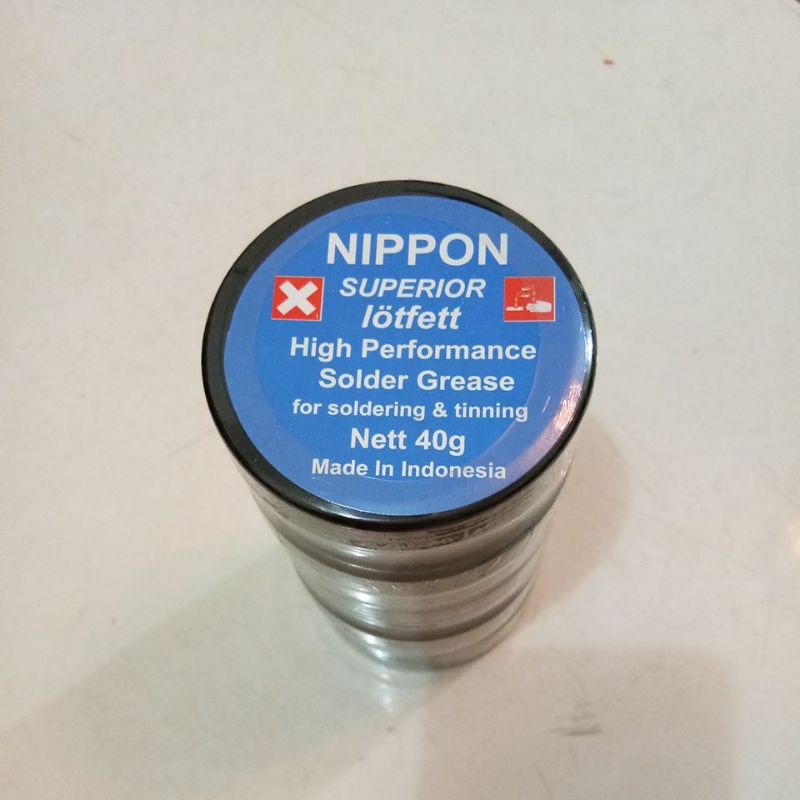 NIPPON
SUPERIOR
lötfett
High Performance
Solder Grease
for soldering & tinning
Nett 40g
Made In Indonesia